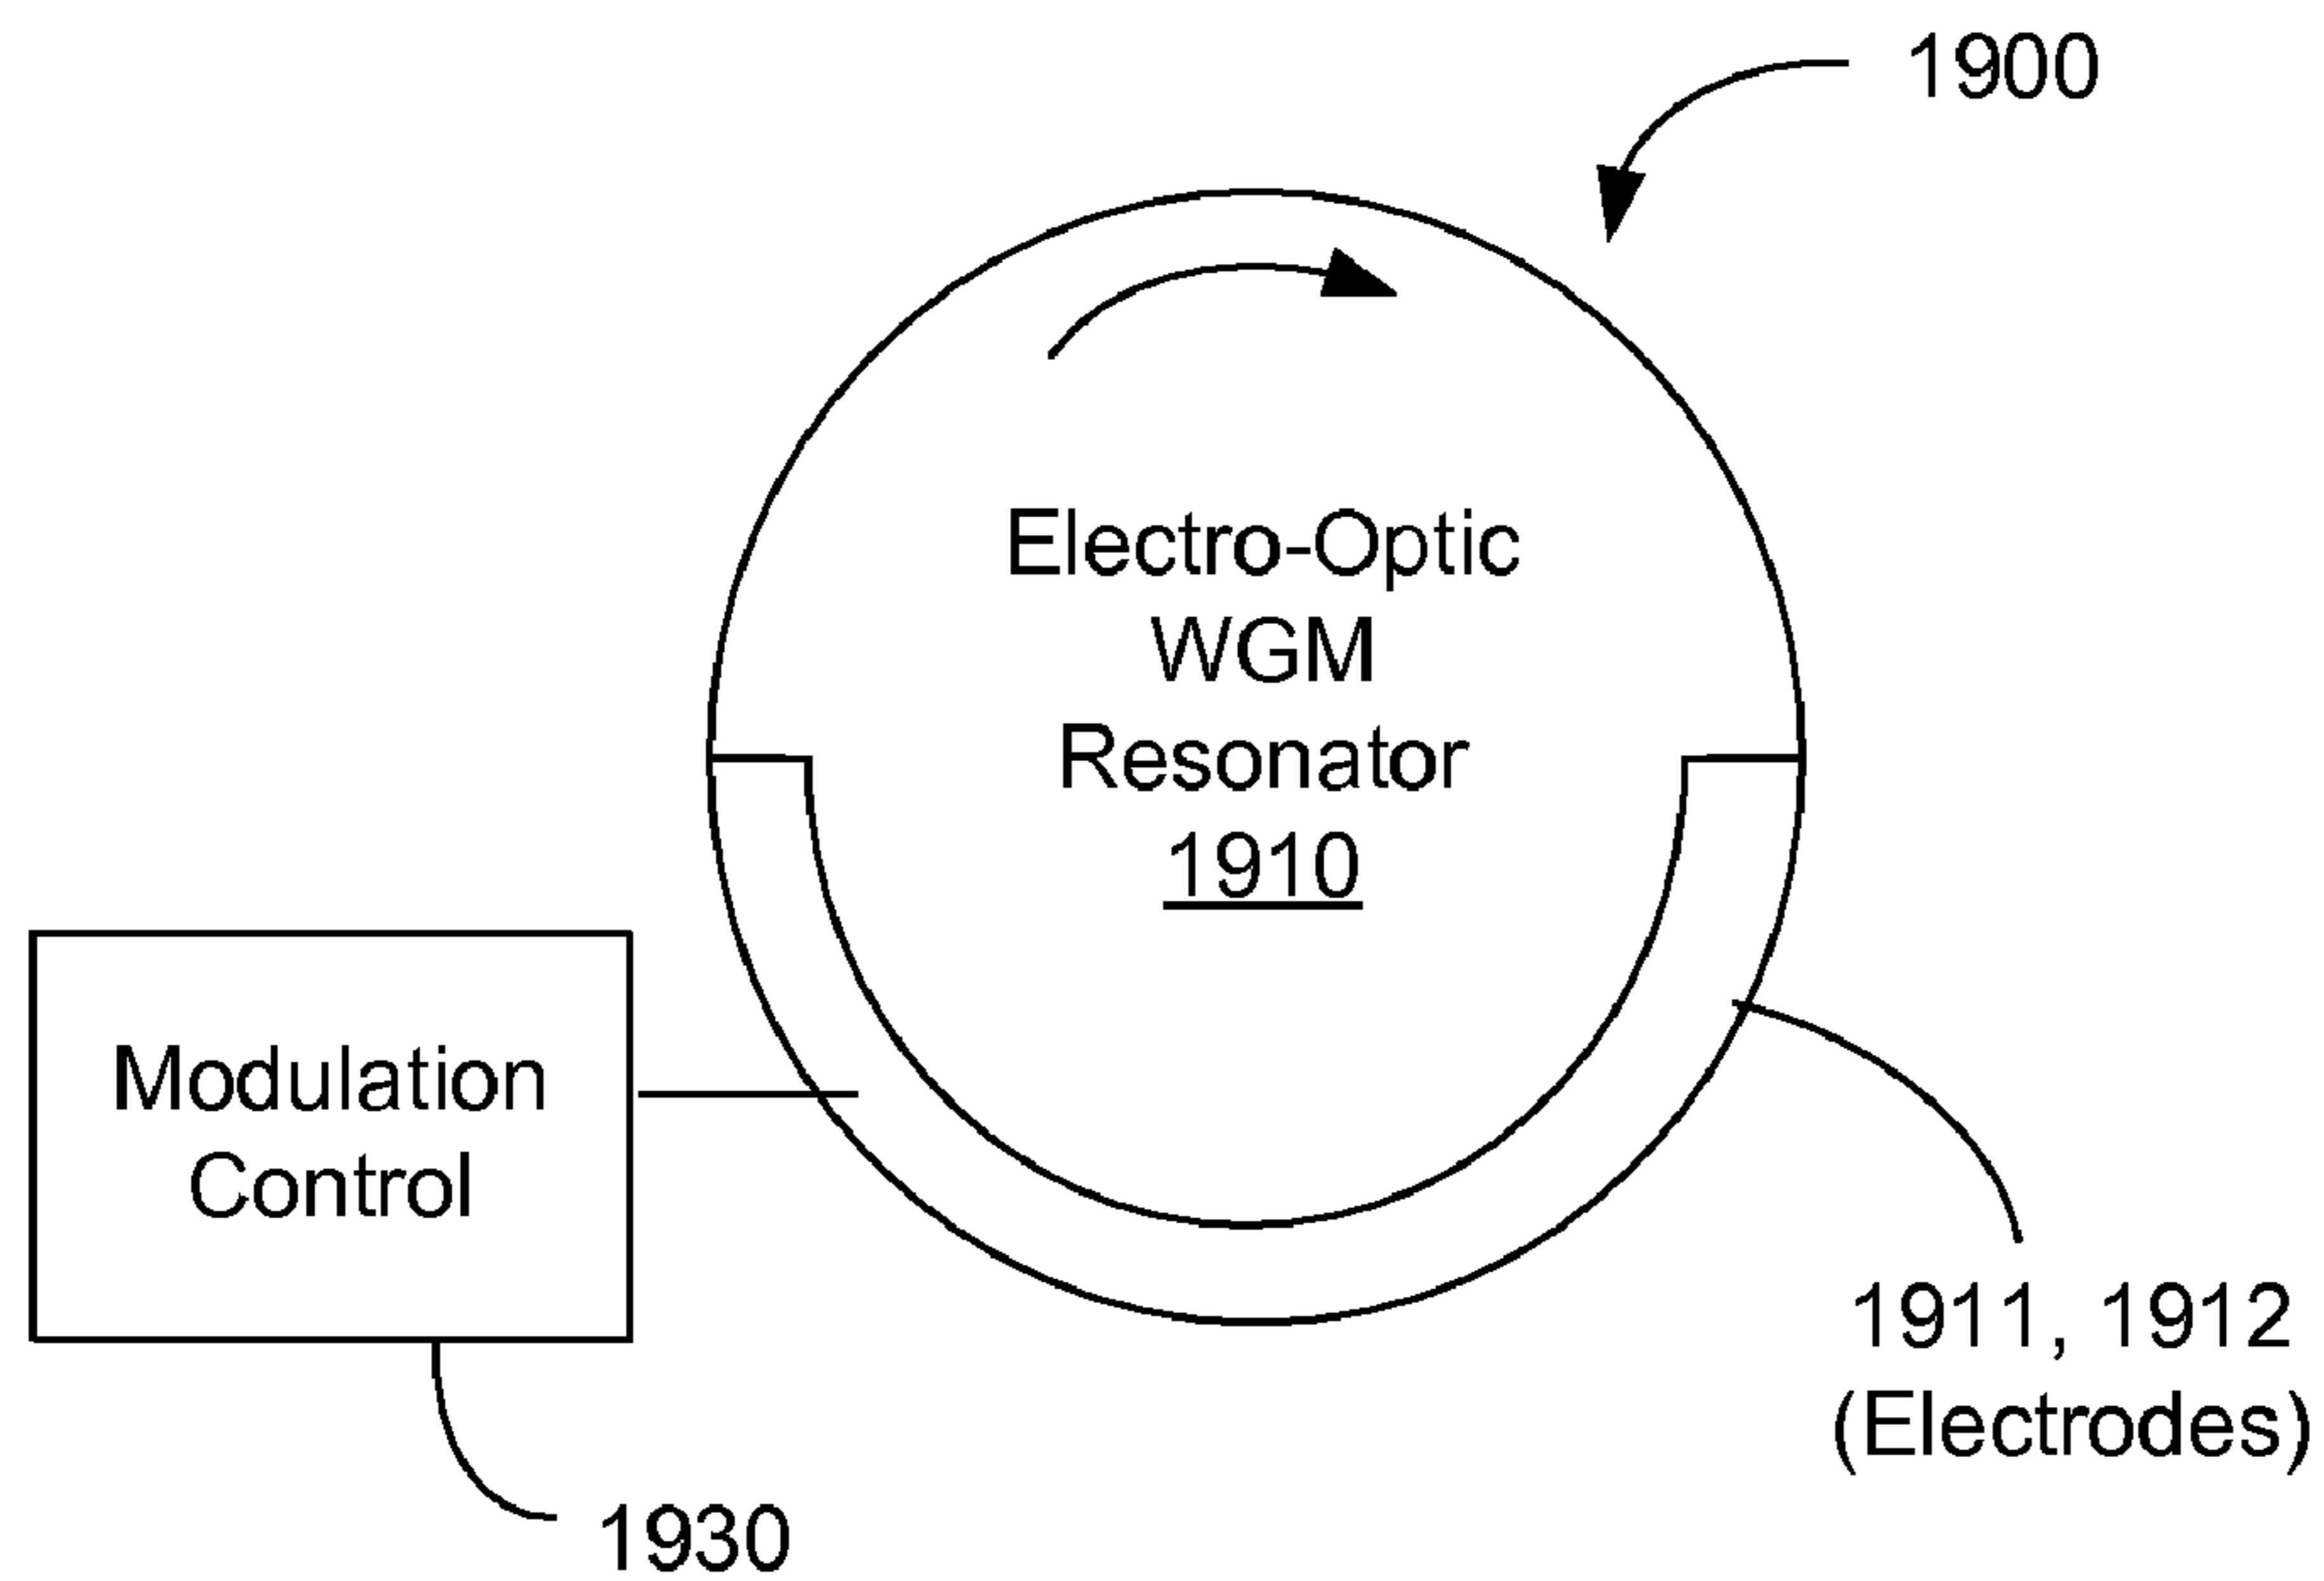 1900
Electro-Optic
WGM
Resonator
1910
Modulation
Control
1911, 1912
(Electrodes)
1930